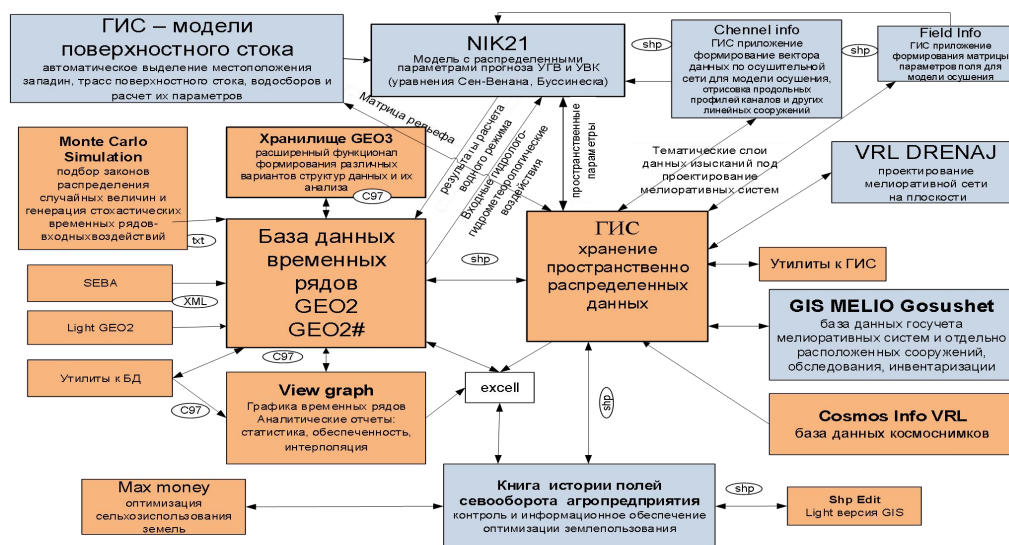 ГИС – модели
поверхностного стока
автоматическое выделение местоположения
западин, трасс поверхностного стока, водосборов и
расчет их параметров
NIK21
Модель с распределенными
параметрами прогноза УГВ и УВК
(уравнения Сен-Венана, Буссинеска)
shp
Chennel info
ГИС приложение
формирование вектора
данных по осушительной
сети для модели осушения,
отрисовка продольных
профилей каналов и других
линейных сооружений
shp
Field Info
ГИС приложение
формирования матрицы
параметров поля для
модели осушения
Матрица рельефа
результаты расчета
водного режима
Входные гидролого-
гидрометеорологические
воздействия
пространственные
параметры
Тематические слои
данных изысканий под
проектирование
мелиоративных систем
VRL DRENAJ
проектирование
мелиоративной сети
на плоскости
Monte Carlo
Simulation
подбор законов
распределения
случайных величин и
генерация стохастических
временных рядов-
входныхвоздействий
txt
Хранилище GEO3
расширенный функционал
формирования различных
вариантов структур данных и их
анализа
C97
База данных
временных
рядов
GEO2
GEO2#
shp
ГИС
хранение
пространственно
распределенных
данных
Утилиты к ГИС
SEBA
XML
Light GEO2
Утилиты к БД
C97
C97
View graph
Графика временных рядов
Аналитические отчеты:
статистика, обеспеченность,
интерполяция
excell
shp
GIS MELIO Gosushet
база данных госучета
мелиоративных систем и отдельно
расположенных сооружений,
обследования, инвентаризации
Cosmos Info VRL
база данных космоснимков
Max money
оптимизация
сельхозиспользования
земель
Книга истории полей
севооборота агропредприятия
контроль и информационное обеспечение
оптимизации землепользования
shp
Shp Edit
Light версия GIS